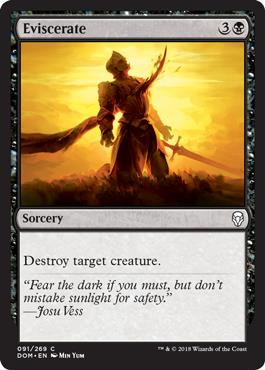 Eviscerate 3
Sorcery
Destroy target creature.
“Fear the dark if you must, but don’t
mistake sunlight for safety.”
—Josu Vess
091/269 C
DOM • EN Min Yum
™ & © 2018 Wizards of the Coast